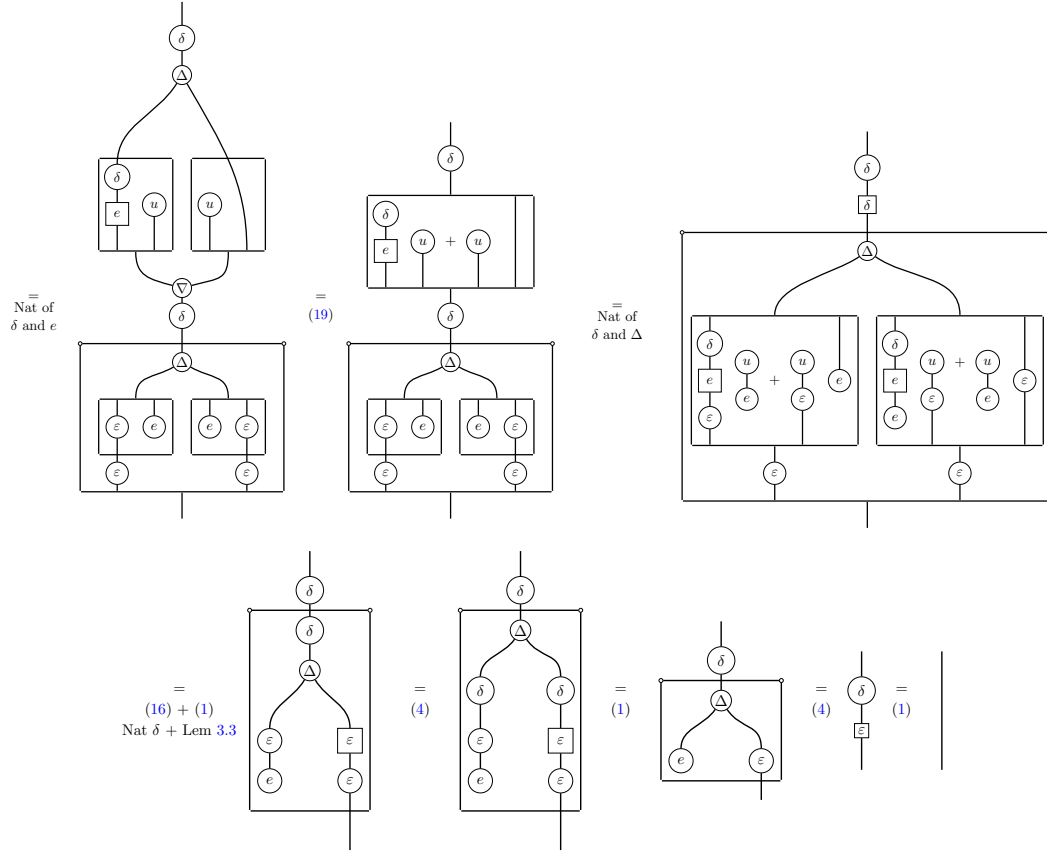 δ
Δ
δ
e
u
u
∇
δ
Δ
ε
e
e
ε
ε
ε
=
Nat of
δ and e
δ
δ
e
u + u
δ
Δ
ε
e
e
ε
ε
ε
=
(19)
δ
δ
Δ
δ
e
ε
u
e
+
u
ε
e
δ
e
e
u
ε
+
u
e
ε
ε
ε
=
Nat of
δ and Δ
=
(16) + (1)
Nat δ + Lem 3.3
δ
δ
Δ
ε
ε
e
ε
=
(4)
δ
Δ
δ
δ
ε
ε
e
ε
=
(1)
δ
Δ
e
ε
=
(4)
δ
ε
=
(1)